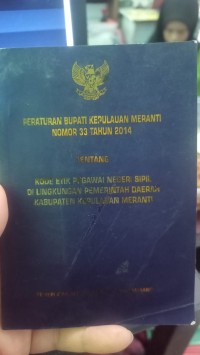 PERATURAN BUPATI KEPULAUAN MERANTI
NOMOR 33 TAHUN 2014
TENTANG
KODE ETIK PEGAWAI NEGERI SIPIL
DI LINGKUNGAN PEMERINTAH DAERAH
KABUPATEN KEPULAUAN MERANTI